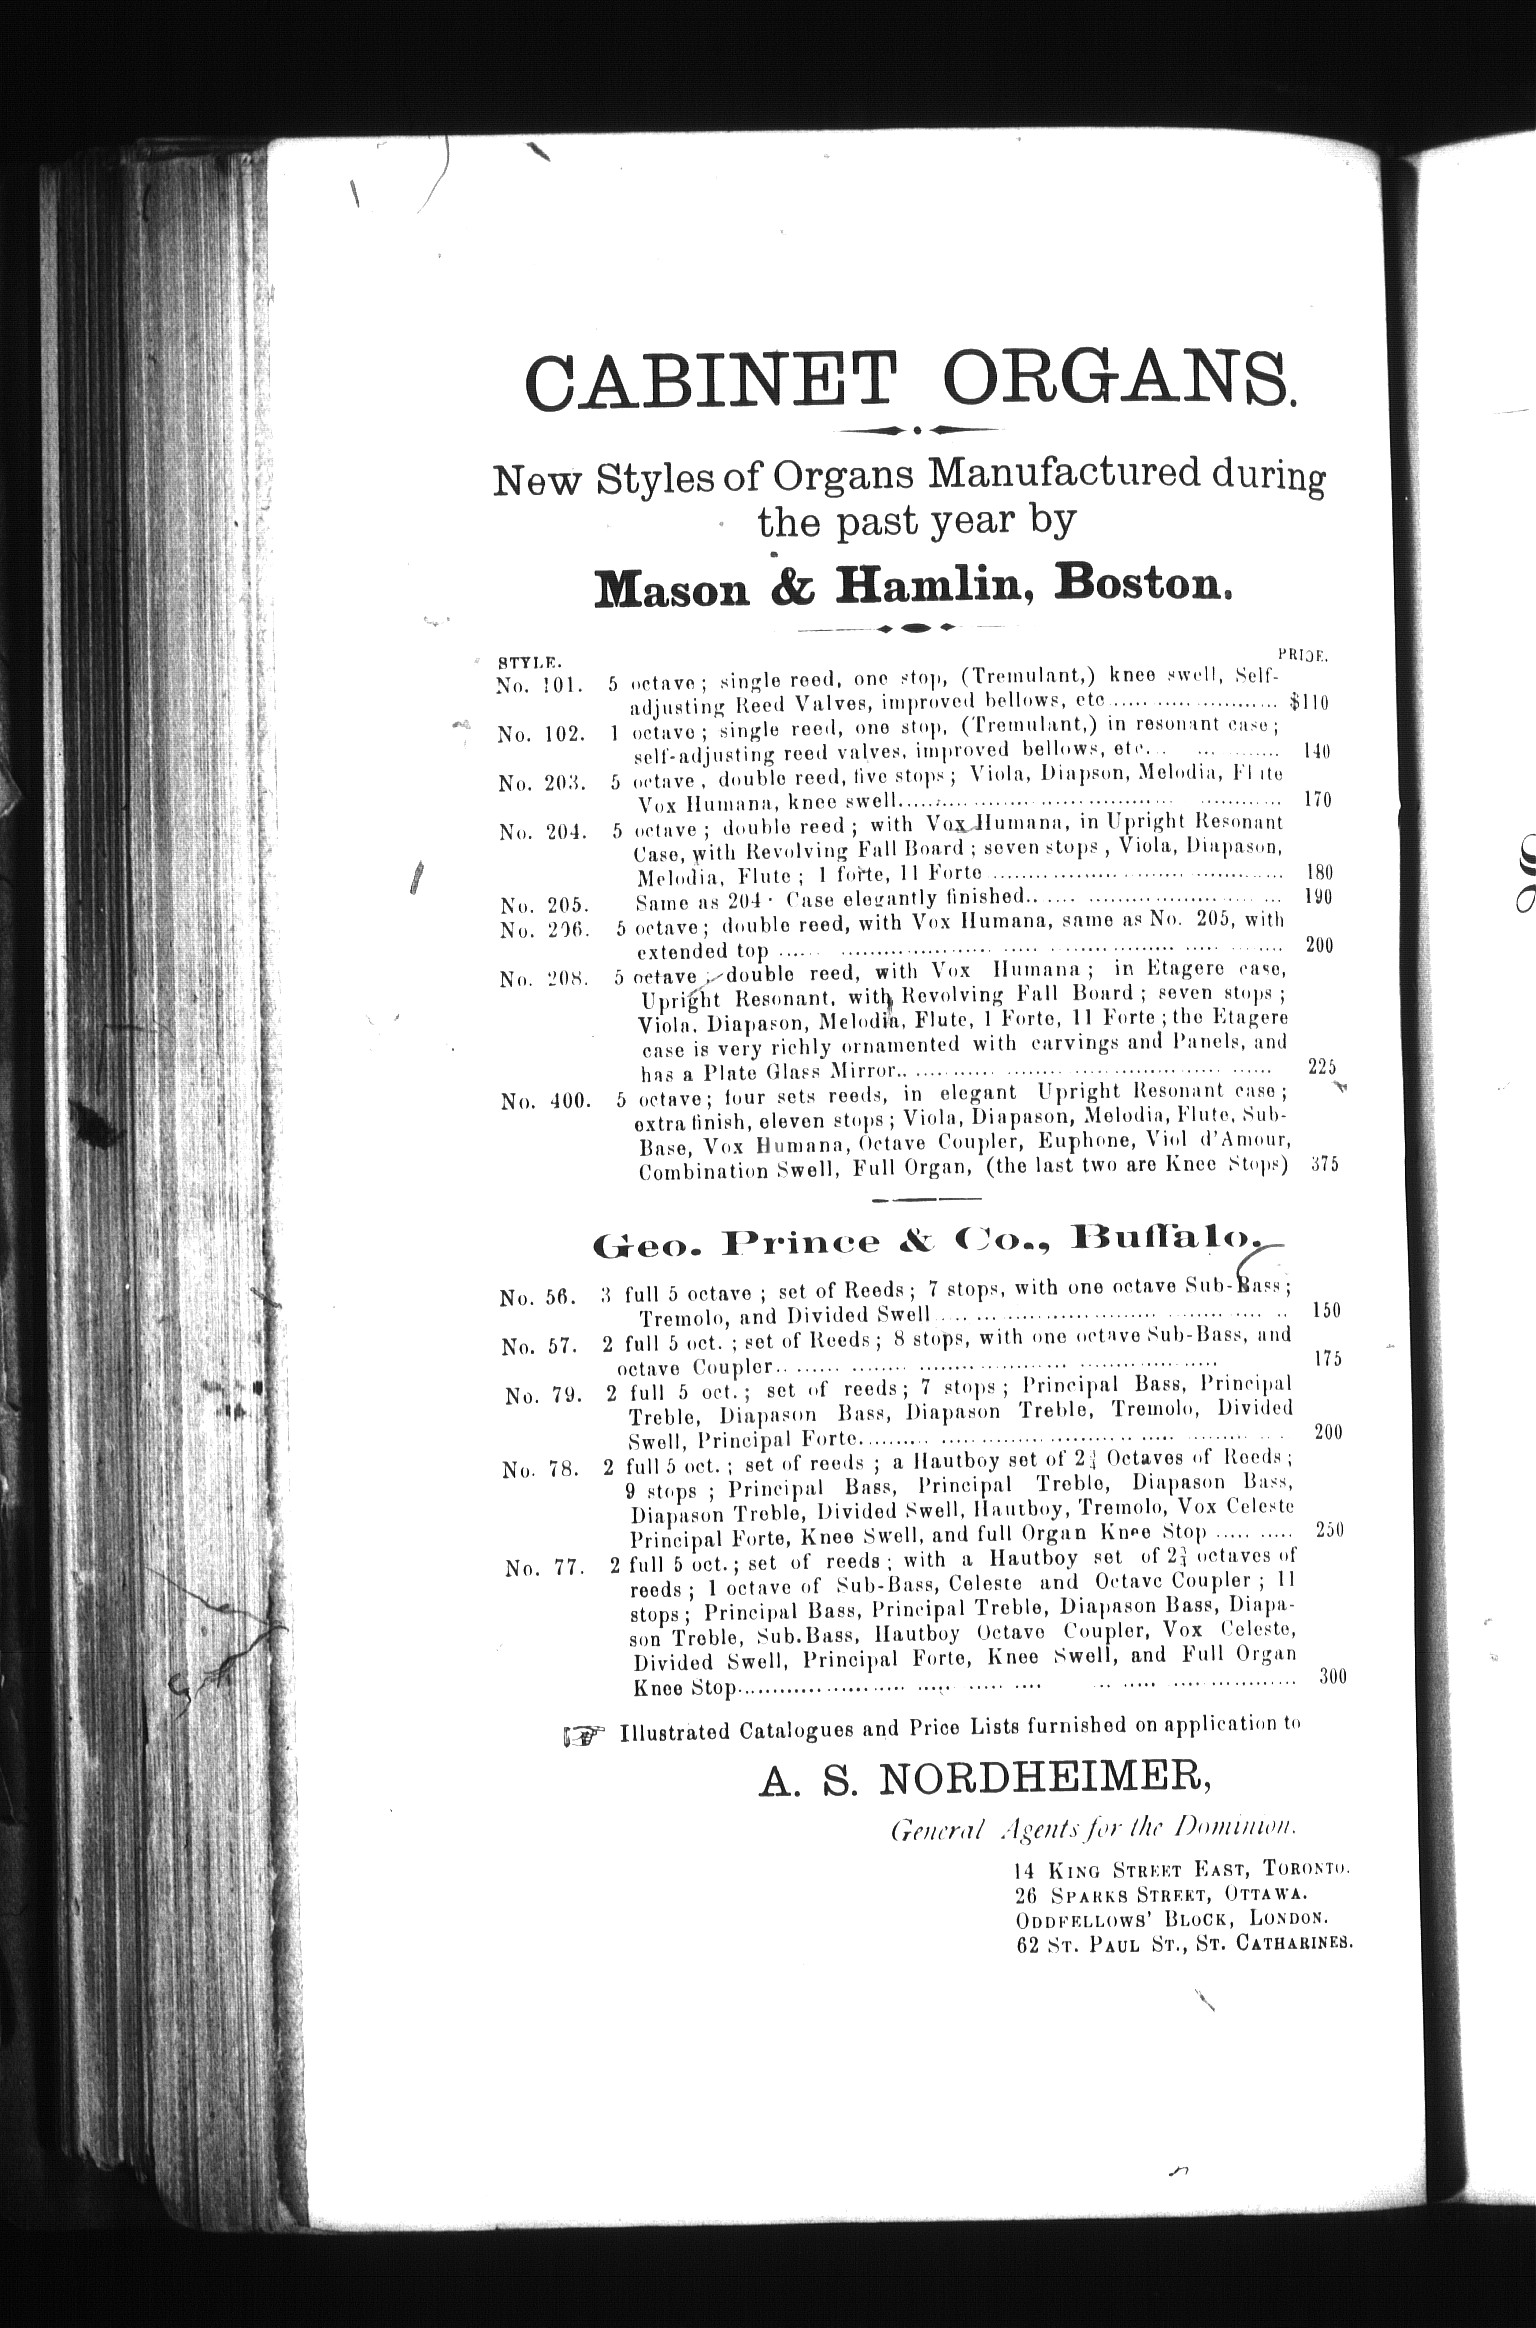 CABINET ORGANS.
New Styles of Organs Manufactured during
the past year by
Mason & Hamlin, Boston.
STYLE. PRICE.
No. 101. 5 octave; single reed, one stop, (Tremulant,) knee swell, Self-
adjusting Reed Valves, improved bellows, etc ..... $110
No. 102. 1 octave; single reed, one stop, (Tremulant,) in resonant case;
self-adjusting reed valves, improved bellows, etc. ..... 140
No. 203. 5 octave, double reed, five stops; Viola, Diapson, Melodia, Flute
Vox Humana, knee swell..... 170
No. 204. 5 octave; double reed; with Vox Humana, in Upright Resonant
Case, with Revolving Fall Board; seven stops, Viola, Diapason,
Melodia, Flute; 1 forte, 11 Forte ..... 180
No. 205. Same as 204· Case elegantly finished..... 190
No. 206. 5 octave; double reed, with Vox Humana, same as No. 205, with
extended top ..... 200
No. 208. 5 octave; double reed, with Vox Humana; in Etagere case,
Upright Resonant, with Revolving Fall Board; seven stops;
Viola, Diapason, Melodia, Flute, 1 Forte, 11 Forte; the Etagere
case is very richly ornamented with carvings and Panels, and
has a Plate Glass Mirror..... 225
No. 400. 5 octave; four sets reeds, in elegant Upright Resonant case;
extra finish, eleven stops; Viola, Diapason, Melodia, Flute, Sub-
Base, Vox Humana, Octave Coupler, Euphone, Viol d'Amour,
Combination Swell, Full Organ, (the last two are Knee Stops) 375
Geo. Prince & Co., Buffalo.
No. 56. 3 full 5 octave; set of Reeds; 7 stops, with one octave Sub-Bass;
Tremolo, and Divided Swell ..... 150
No. 57. 2 full 5 oct.; set of Reeds; 8 stops, with one octave Sub-Bass, and
octave Coupler..... 175
No. 79. 2 full 5 oct.; set of reeds; 7 stops; Principal Bass, Principal
Treble, Diapason Bass, Diapason Treble, Tremolo, Divided
Swell, Principal Forte..... 200
No. 78. 2 full 5 oct.; set of reeds; a Hautboy set of Octaves of Reeds;
9 stops; Principal Bass, Principal Treble, Diapason Bass,
Diapason Treble, Divided Swell, Hautboy, Tremolo, Vox Celeste
Principal Forte, Knee Swell, and full Organ Knee Stop ..... 250
No. 77. 2 full 5 oct.; set of reeds; with a Hautboy set of octaves of
reeds; 1 octave of Sub-Bass, Celeste and Octave Coupler; 11
stops; Principal Bass, Principal Treble, Diapason Bass, Diapa-
son Treble, Sub.Bass, Hautboy Octave Coupler, Vox Celeste,
Divided Swell, Principal Forte, Knee Swell, and Full Organ
Knee Stop..... 300
☞ Illustrated Catalogues and Price Lists furnished on application to
A. S. NORDHEIMER,
General Agents for the Dominion.
14 KING STREET EAST, TORONTO.
26 SPARKS STREET, OTTAWA.
ODDFELLOWS' BLOCK, LONDON.
62 ST. PAUL ST., ST. CATHARINES.